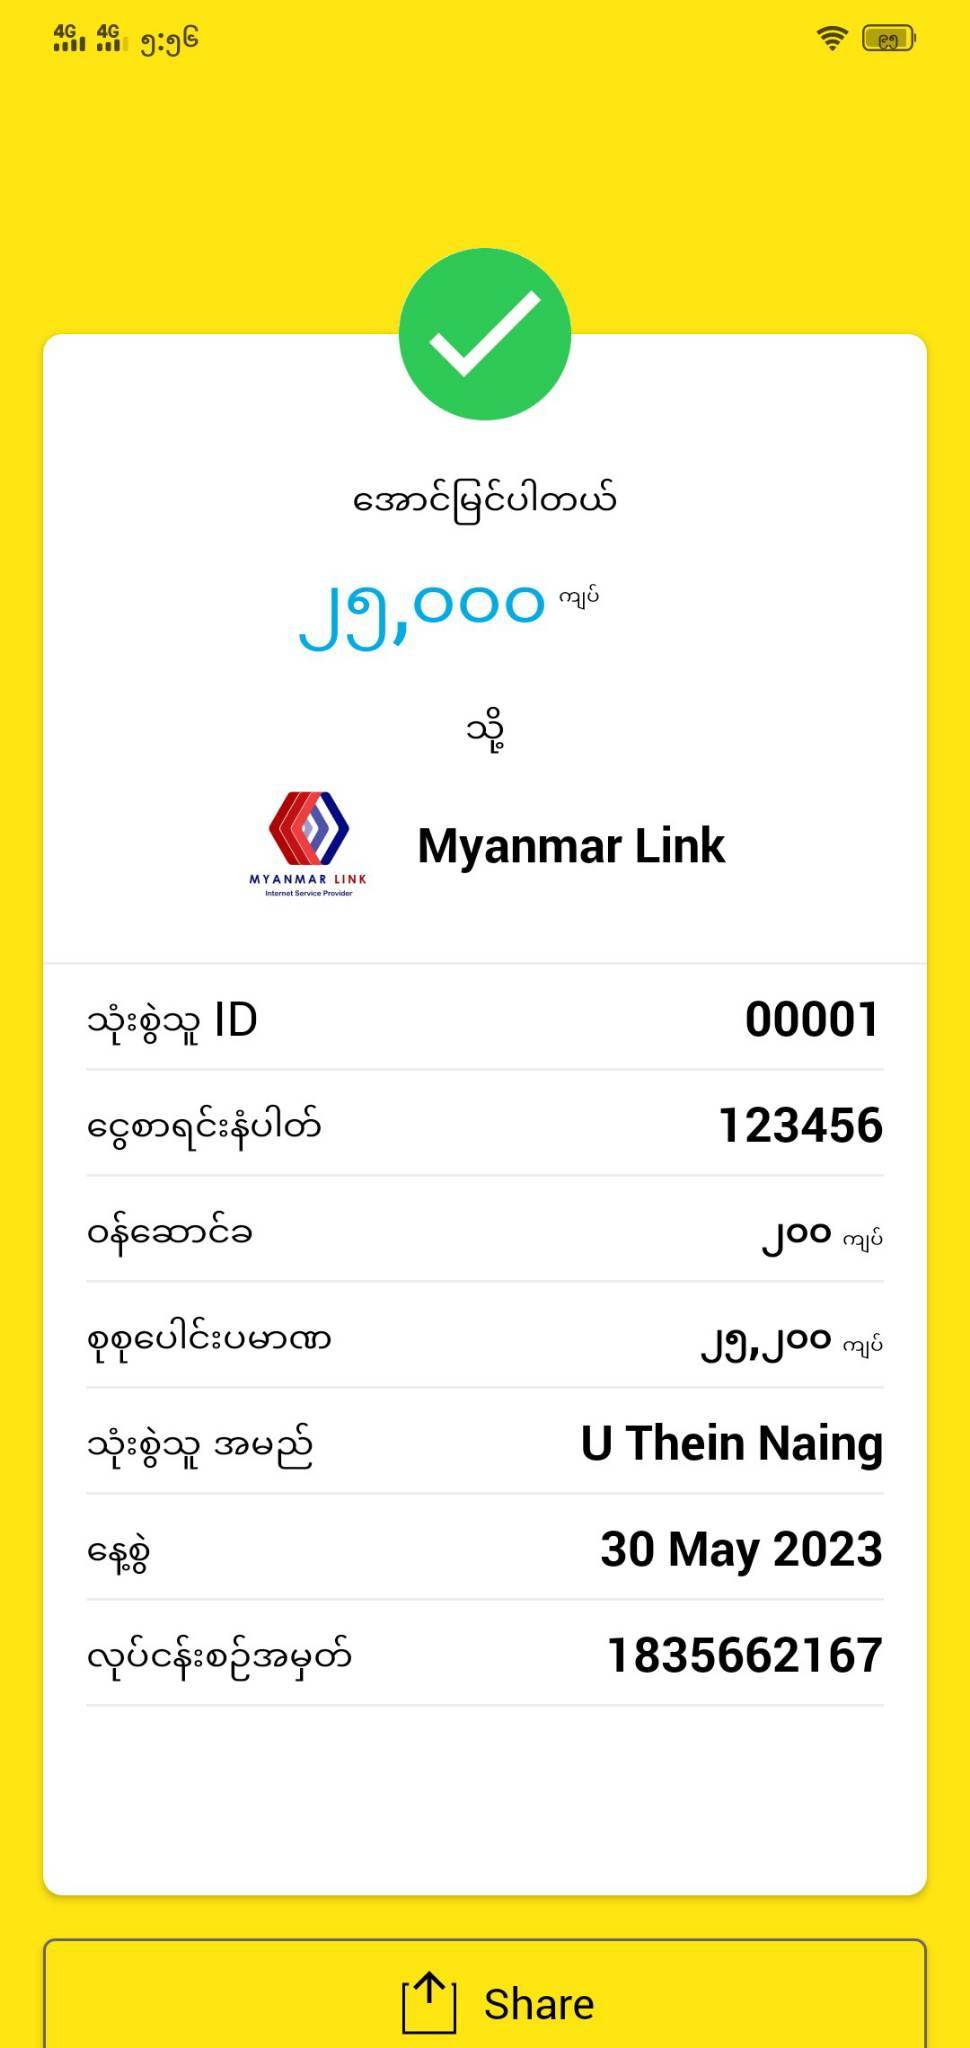 4G 4G ၅:၅၆ ၉၅
အောင်မြင်ပါတယ်
၂၅,၀၀၀ ကျပ်
သို့
MYANMAR LINK
Internet Service Provider
Myanmar Link
သုံးစွဲသူ ID 00001
ငွေစာရင်းနံပါတ် 123456
ဝန်ဆောင်ခ ၂၀၀ ကျပ်
စုစုပေါင်းပမာဏ ၂၅,၂၀၀ ကျပ်
သုံးစွဲသူ အမည် U Thein Naing
နေ့စွဲ 30 May 2023
လုပ်ငန်းစဉ်အမှတ် 1835662167
Share